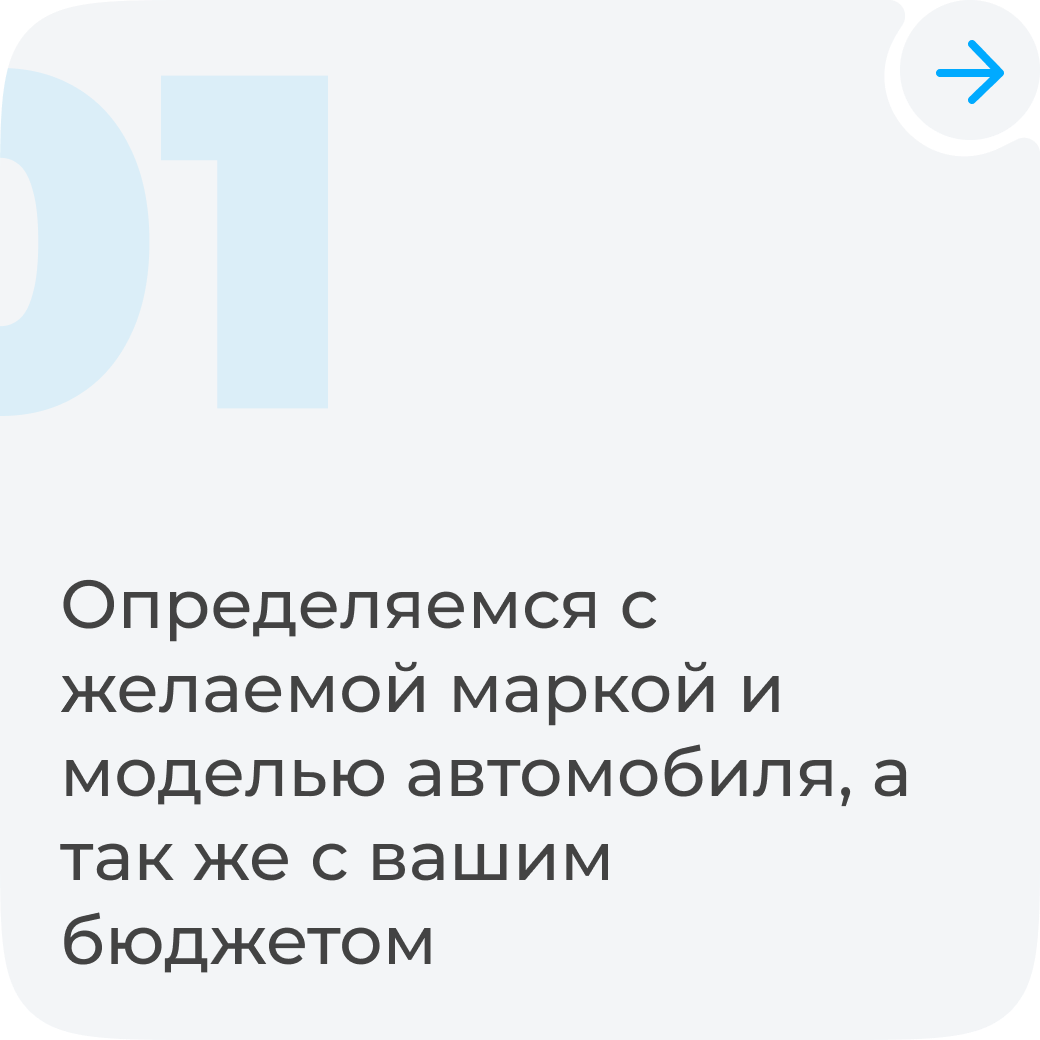 01
Определяемся с
желаемой маркой и
моделью автомобиля, а
так же с вашим
бюджетом